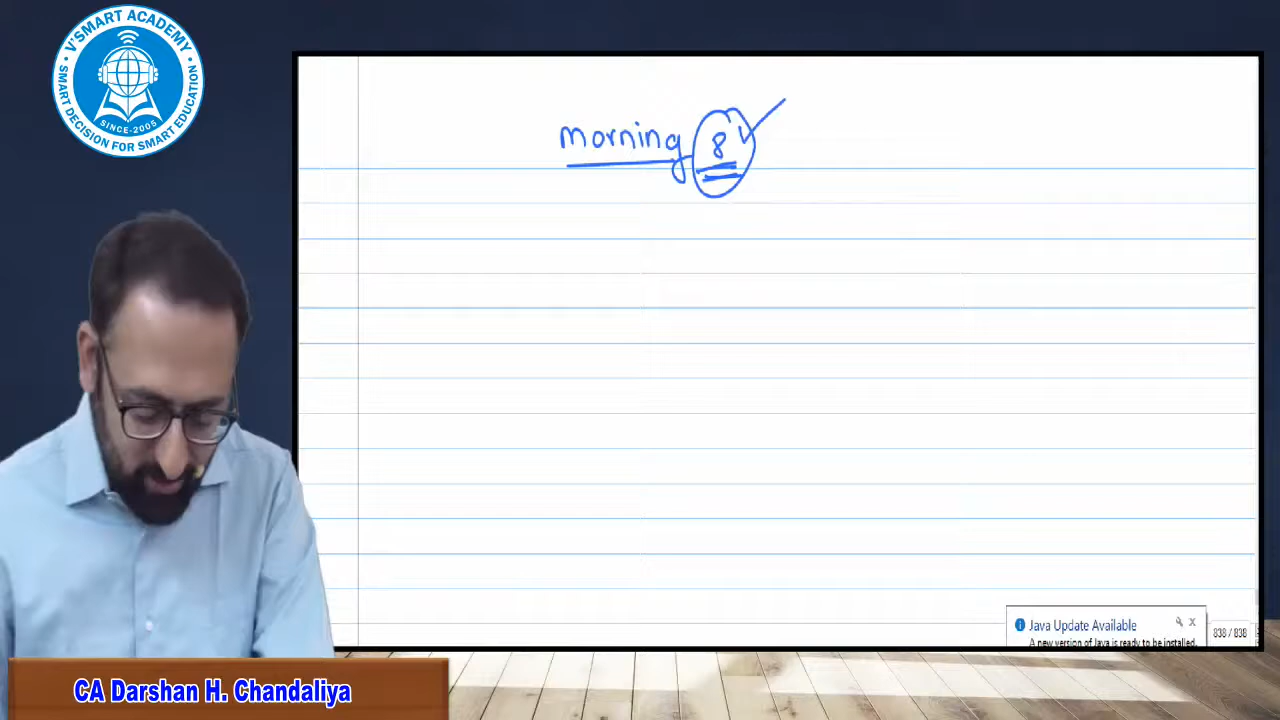 V'SMART ACADEMY
SINCE-2005
SMART DECISION FOR SMART EDUCATION
morning 8
Java Update Available
A new version of Java is ready to be installed.
838 / 838
CA Darshan H. Chandaliya